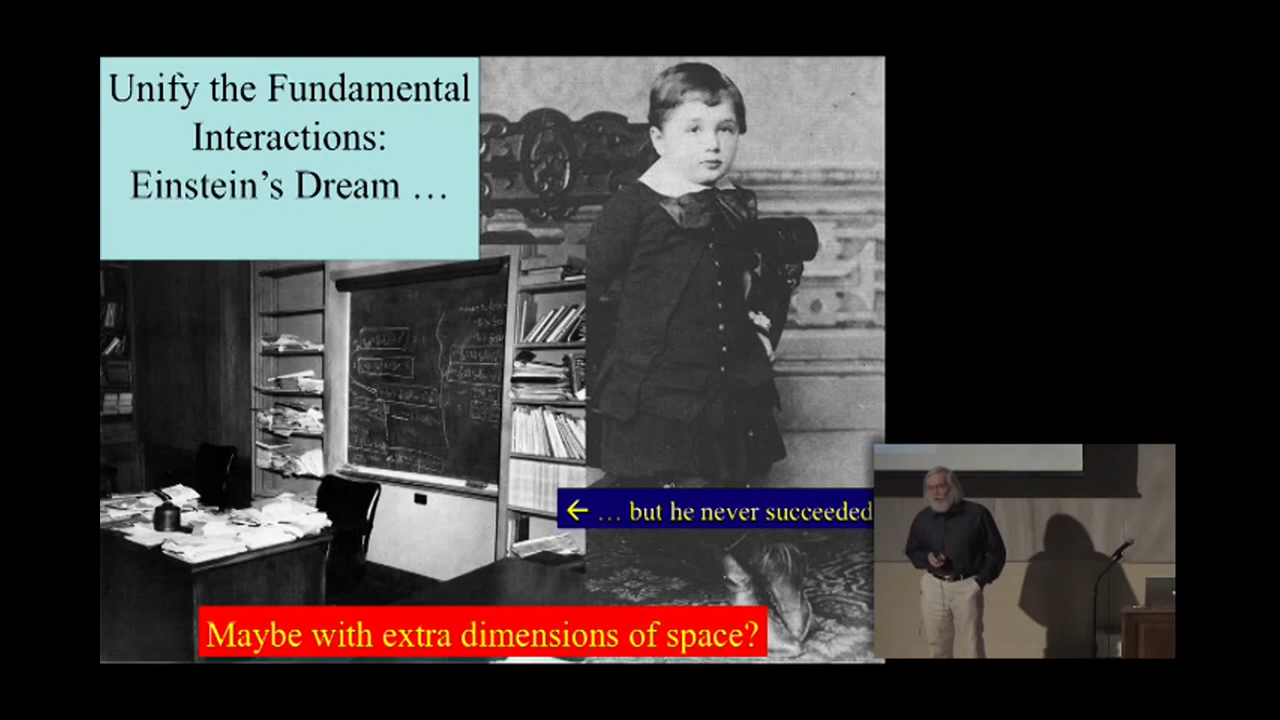 Unify the Fundamental
Interactions:
Einstein's Dream …
← … but he never succeeded
Maybe with extra dimensions of space?